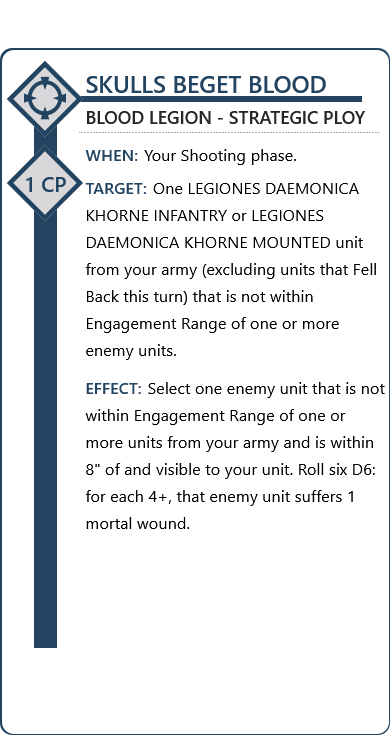 SKULLS BEGET BLOOD
BLOOD LEGION - STRATEGIC PLOY
1 CP
WHEN: Your Shooting phase.
TARGET: One LEGIONES DAEMONICA
KHORNE INFANTRY or LEGIONES
DAEMONICA KHORNE MOUNTED unit
from your army (excluding units that Fell
Back this turn) that is not within
Engagement Range of one or more
enemy units.
EFFECT: Select one enemy unit that is not
within Engagement Range of one or
more units from your army and is within
8" of and visible to your unit. Roll six D6:
for each 4+, that enemy unit suffers 1
mortal wound.